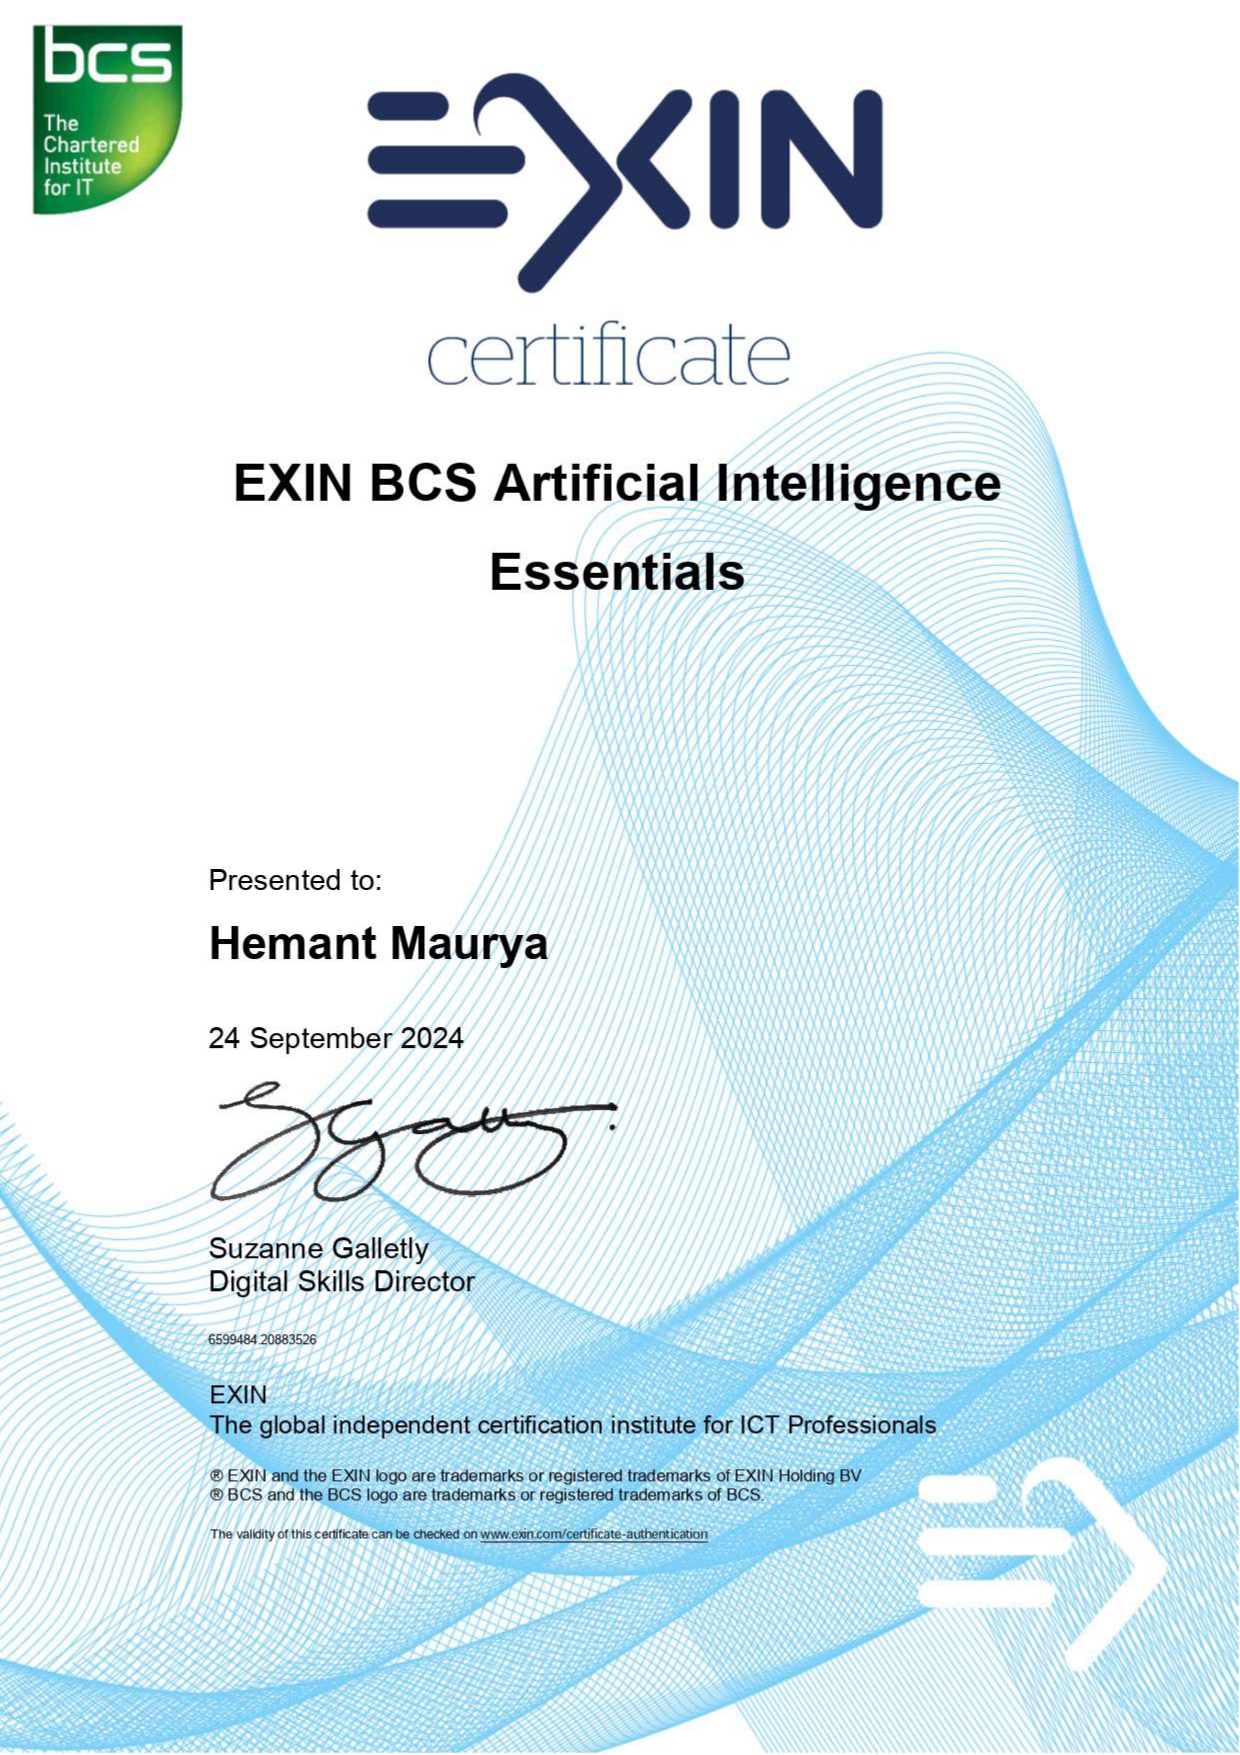 bcs
The
Chartered
Institute
for IT
EXIN
certificate
EXIN BCS Artificial Intelligence
Essentials
Presented to:
Hemant Maurya
24 September 2024
Suzanne Galletly
Digital Skills Director
6599484.20883526
EXIN
The global independent certification institute for ICT Professionals
® EXIN and the EXIN logo are trademarks or registered trademarks of EXIN Holding BV
® BCS and the BCS logo are trademarks or registered trademarks of BCS.
The validity of this certificate can be checked on www.exin.com/certificate-authentication